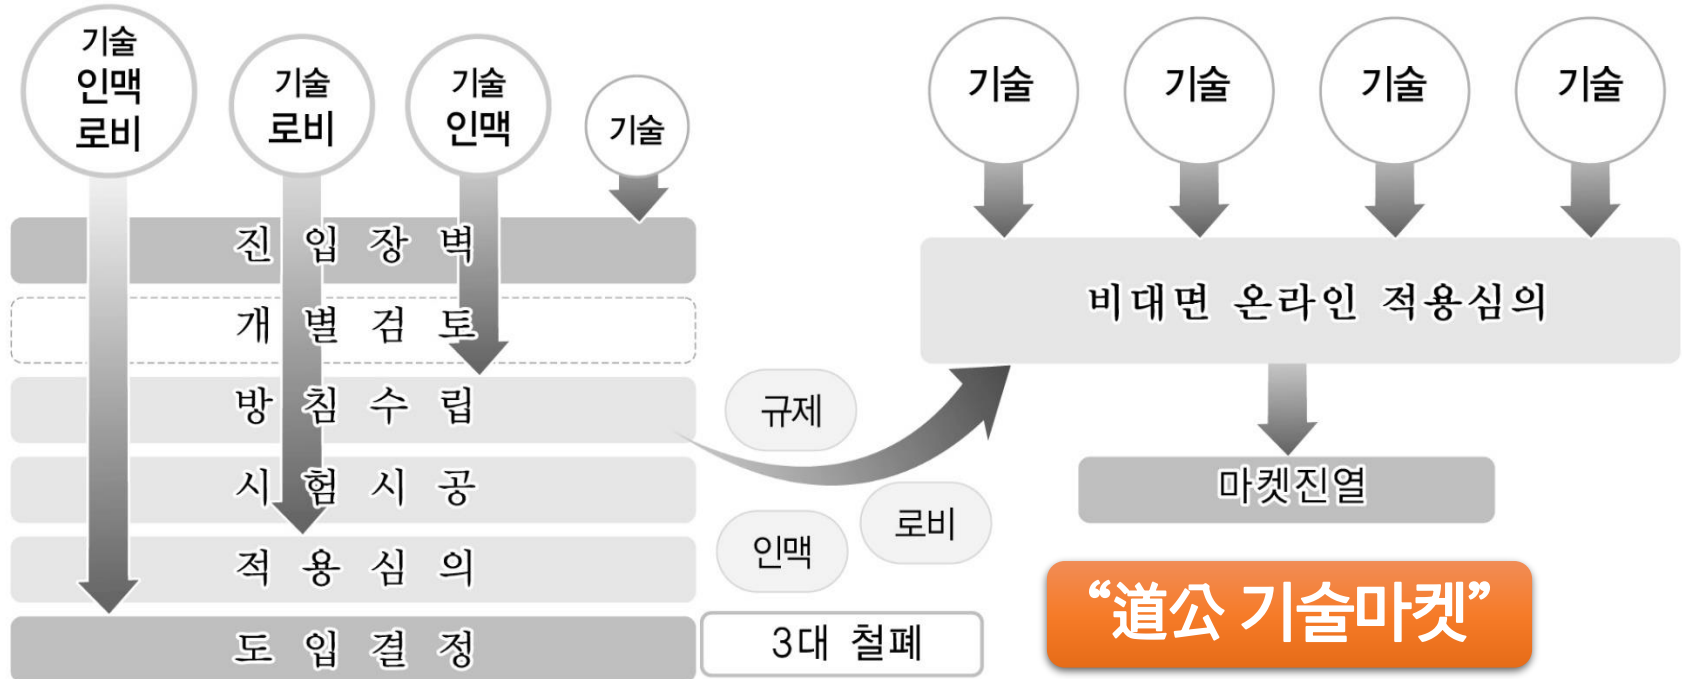 기술
인맥
로비
기술
로비
기술
인맥
기술
진 입 장 벽
개 별 검 토
방 침 수 립
시 험 시 공
적 용 심 의
도 입 결 정
규제
로비
인맥
3대 철폐
기술
기술
기술
기술
비대면 온라인 적용심의
마켓진열
“道公 기술마켓”